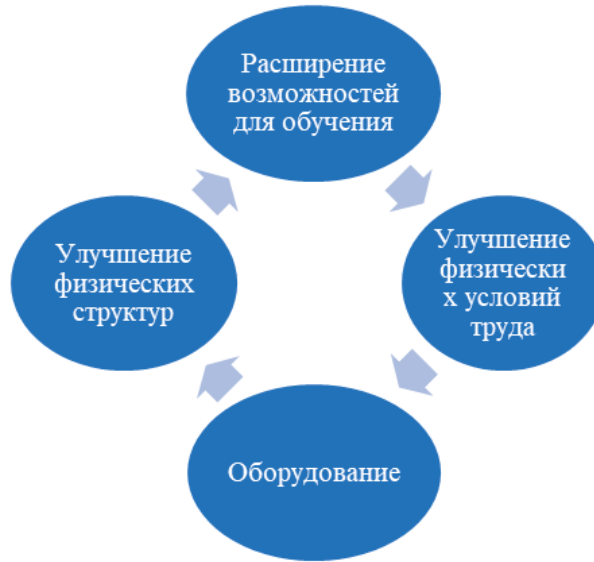 Расширение
возможностей
для обучения
Улучшение
физически
х условий
труда
Оборудование
Улучшение
физических
структур